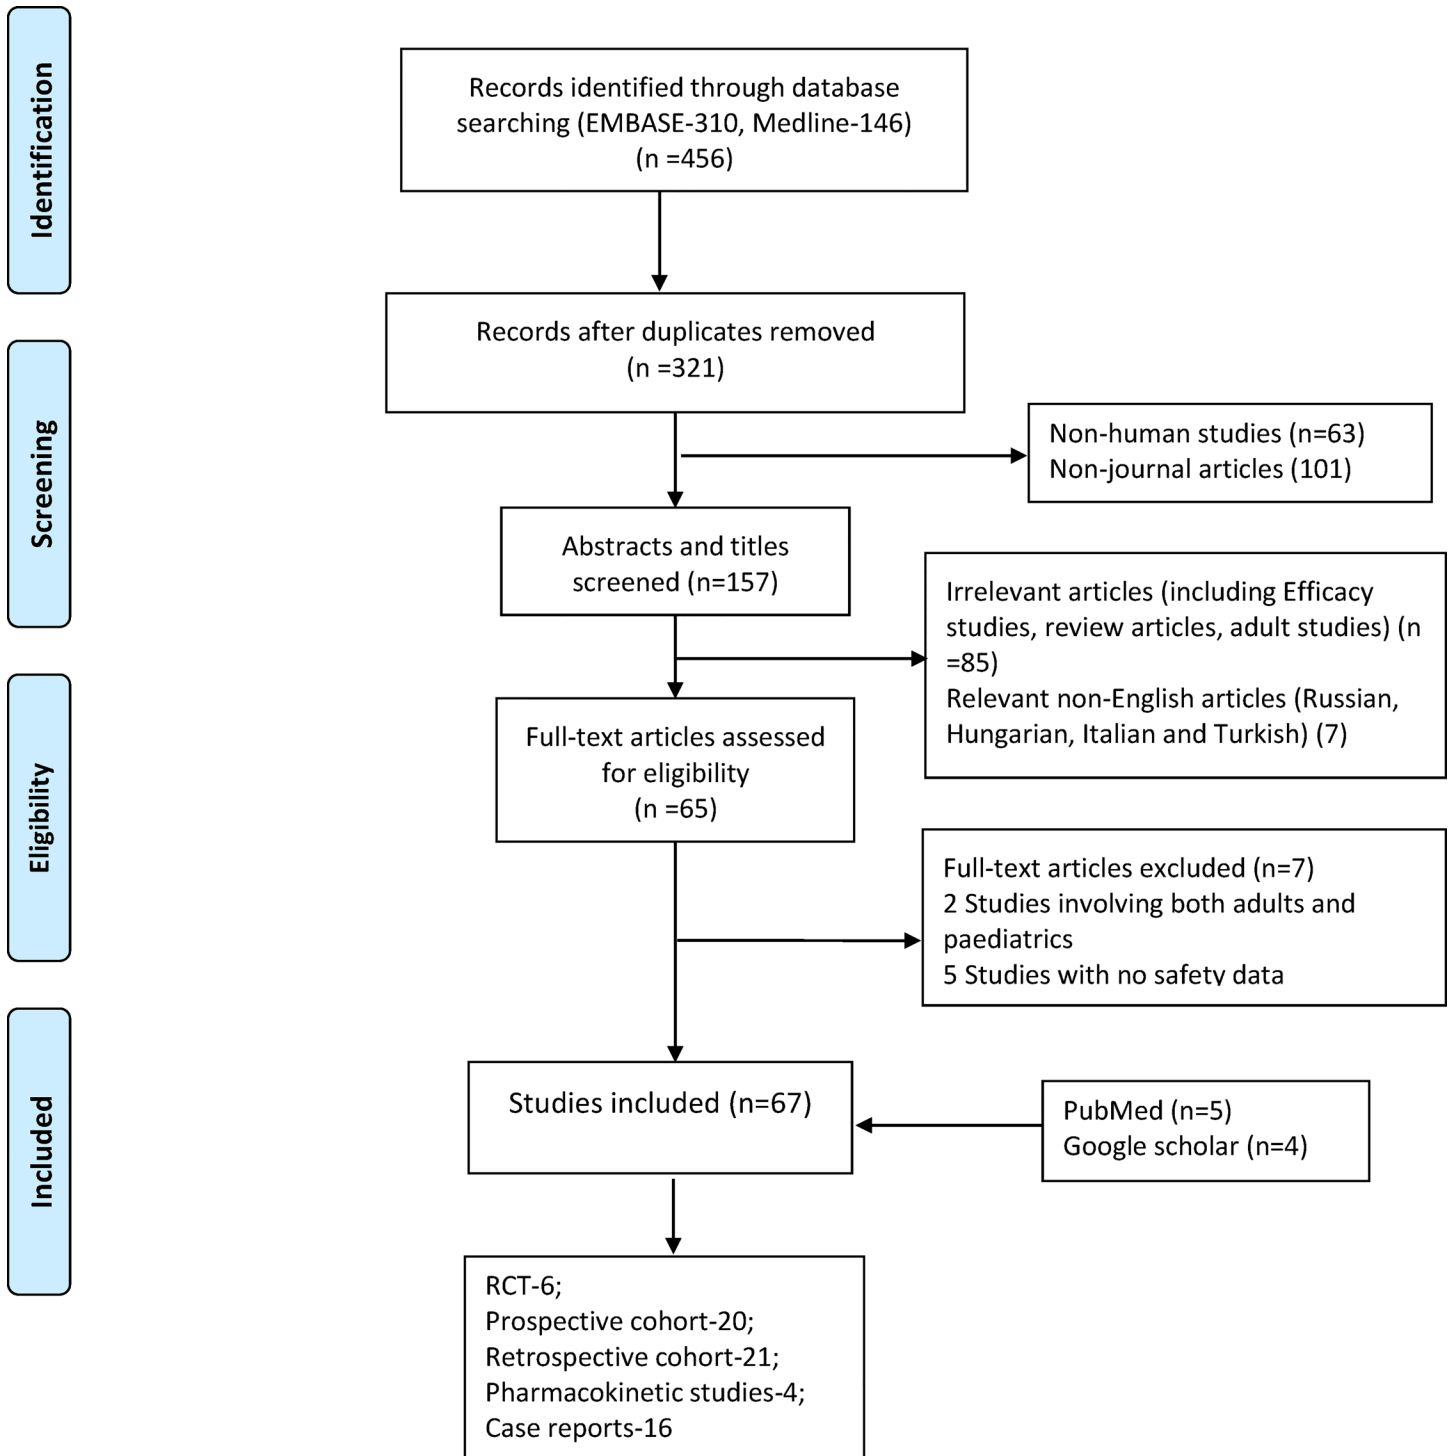 Identification
Records identified through database
searching (EMBASE-310, Medline-146)
(n =456)
Records after duplicates removed
(n =321)
Screening
Non-human studies (n=63)
Non-journal articles (101)
Abstracts and titles
screened (n=157)
Irrelevant articles (including Efficacy
studies, review articles, adult studies) (n
=85)
Relevant non-English articles (Russian,
Hungarian, Italian and Turkish) (7)
Eligibility
Full-text articles assessed
for eligibility
(n =65)
Full-text articles excluded (n=7)
2 Studies involving both adults and
paediatrics
5 Studies with no safety data
Included
Studies included (n=67)
PubMed (n=5)
Google scholar (n=4)
RCT-6;
Prospective cohort-20;
Retrospective cohort-21;
Pharmacokinetic studies-4;
Case reports-16